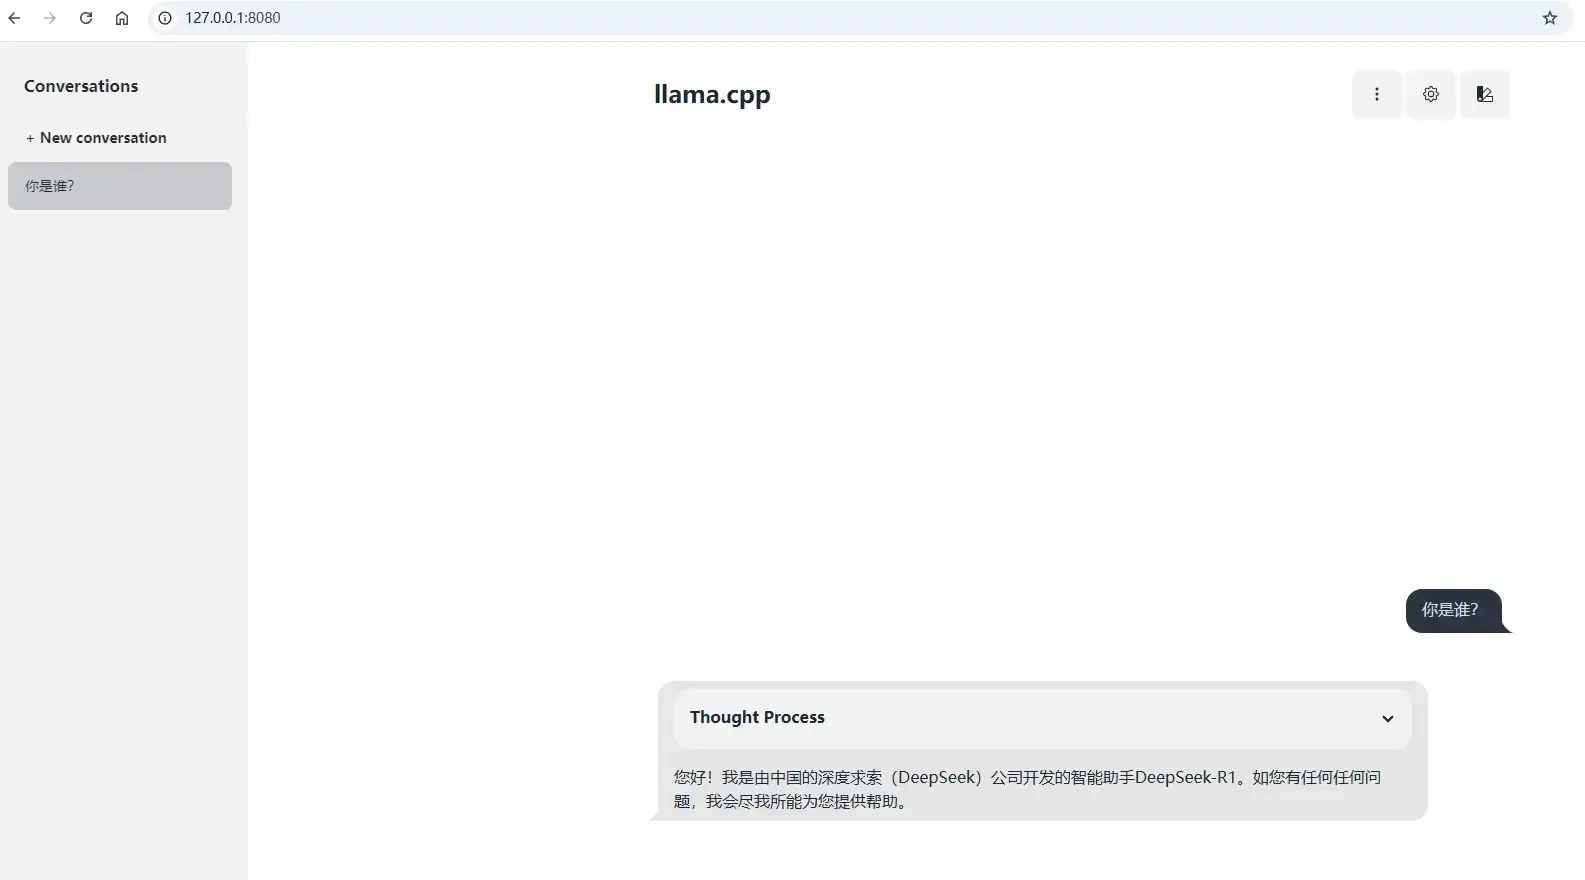 127.0.0.1:8080
Conversations
+ New conversation
你是谁?
llama.cpp
你是谁?
Thought Process
您好！我是由中国的深度求索（DeepSeek）公司开发的智能助手DeepSeek-R1。如您有任何任何问
题，我会尽我所能为您提供帮助。